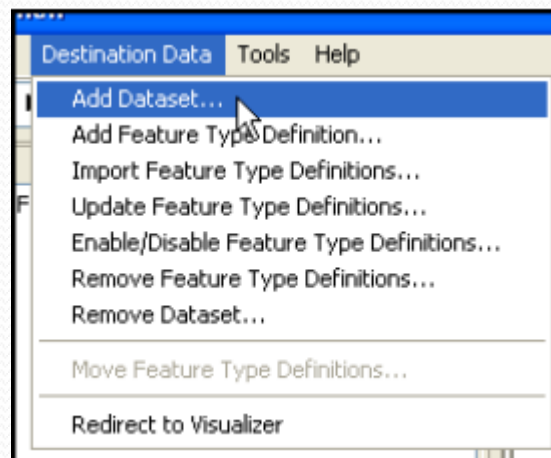 Destination Data Tools Help
Add Dataset...
Add Feature Type Definition...
Import Feature Type Definitions...
Update Feature Type Definitions...
Enable/Disable Feature Type Definitions...
Remove Feature Type Definitions...
Remove Dataset...
Move Feature Type Definitions...
Redirect to Visualizer